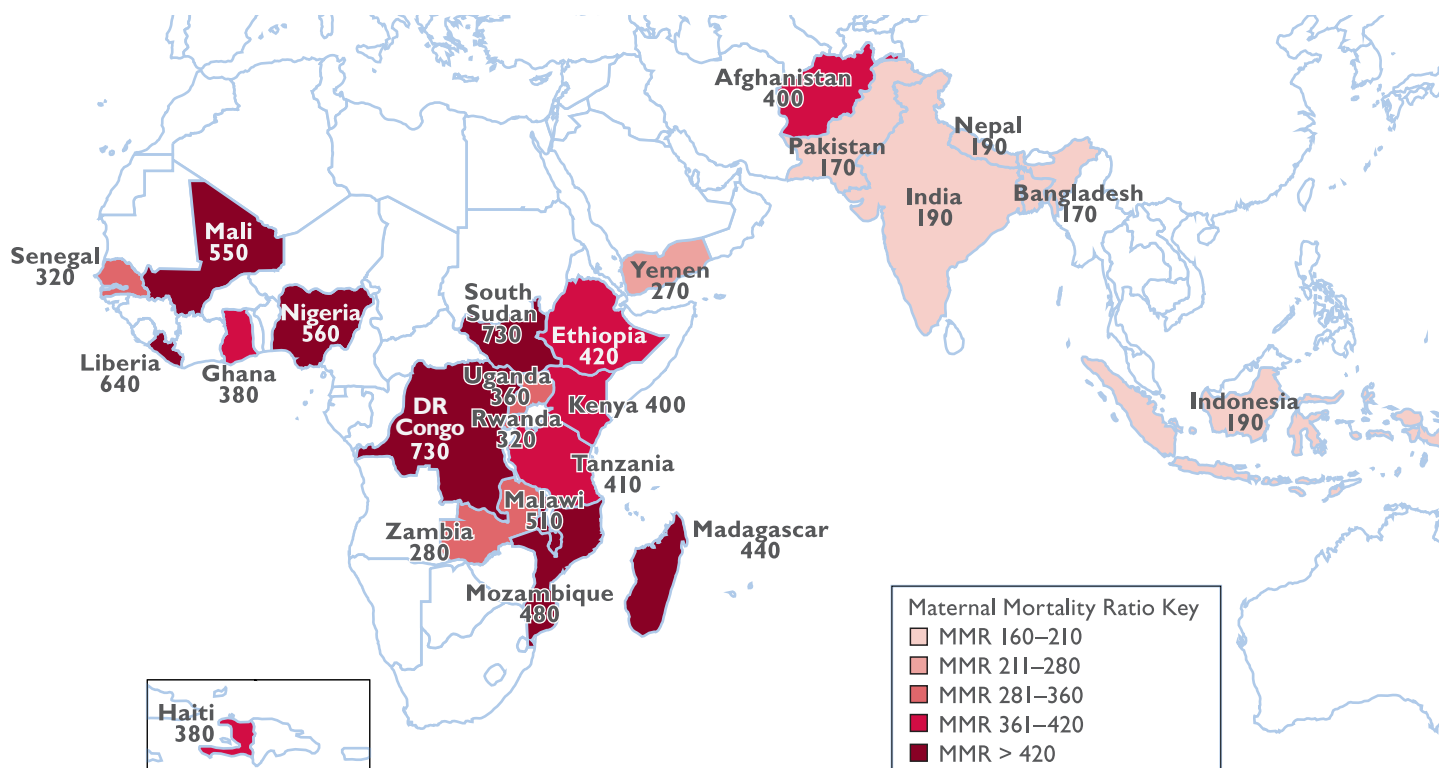 Afghanistan
400
Nepal
190
Pakistan
170
India
190
Bangladesh
170
Mali
550
Senegal
320
Yemen
270
Nigeria
560
South
Sudan
730
Ethiopia
420
Liberia
640
Ghana
380
Uganda
360
Kenya 400
Rwanda
320
DR
Congo
730
Indonesia
190
Tanzania
410
Malawi
510
Zambia
280
Madagascar
440
Mozambique
480
Haiti
380
Maternal Mortality Ratio Key
MMR 160–210
MMR 211–280
MMR 281–360
MMR 361–420
MMR > 420